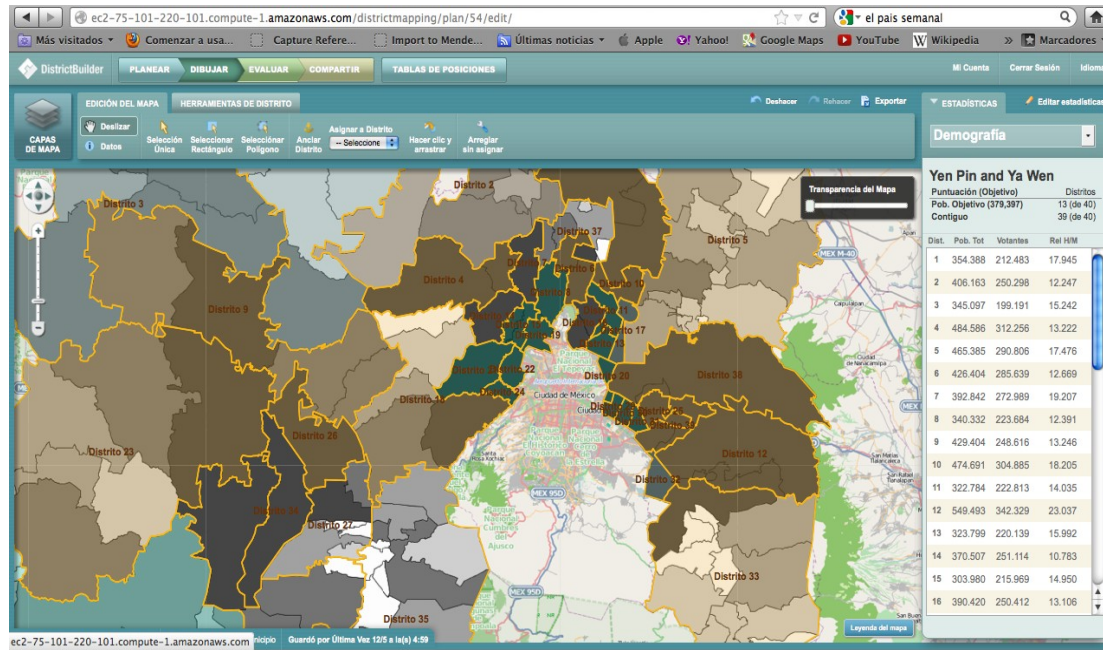 ec2-75-101-220-101.compute-1.amazonaws.com/districtmapping/plan/54/edit/
el pais semanal
Más visitados
Comenzar a usa...
Capture Refere...
Import to Mende...
Últimas noticias
Apple
Yahoo!
Google Maps
YouTube
Wikipedia
»
Marcadores
DistrictBuilder
PLANEAR
DIBUJAR
EVALUAR
COMPARTIR
TABLAS DE POSICIONES
Mi Cuenta
Cerrar Sesión
Idioma
CAPAS
DE MAPA
EDICIÓN DEL MAPA
HERRAMIENTAS DE DISTRITO
Deshacer
Rehacer
Exportar
Deslizar
Datos
Selección
Única
Seleccionar
Rectángulo
Seleccionar
Polígono
Anclar
Distrito
Asignar a Distrito
-- Seleccione
Hacer clic y
arrastrar
Arreglar
sin asignar
ESTADÍSTICAS
Editar estadísticas
Demografía
Yen Pin and Ya Wen
Puntuación (Objetivo) Distritos
Pob. Objetivo (379,397) 13 (de 40)
Contiguo 39 (de 40)
Dist. Pob. Tot Votantes Rel H/M
1 354.388 212.483 17.945
2 406.163 250.298 12.247
3 345.097 199.191 15.242
4 484.586 312.256 13.222
5 465.385 290.806 17.476
6 426.404 285.639 12.669
7 392.842 272.989 19.207
8 340.332 223.684 12.391
9 429.404 248.616 13.246
10 474.691 304.885 18.205
11 322.784 222.813 14.035
12 549.493 342.329 23.037
13 323.799 220.139 15.992
14 370.507 251.114 10.783
15 303.980 215.969 14.950
16 390.420 250.412 13.106
Transparencia del Mapa
Distrito 2
Distrito 3
Distrito 37
Distrito 5
MEX M-40
Distrito 4
Distrito 6
Distrito 10
Distrito 9
Distrito 17
Distrito 22
Distrito 20
Distrito 38
Ciudad de México
Distrito 26
Distrito 23
Distrito 12
Distrito 32
MEX 95D
Distrito 27
Parque
Nacional
Cumbres
del
Ajusco
Distrito 33
MEX 95D
Distrito 35
Leyenda del mapa
Guardó por Última Vez 12/5 a la(s) 4:59
ec2-75-101-220-101.compute-1.amazonaws.com